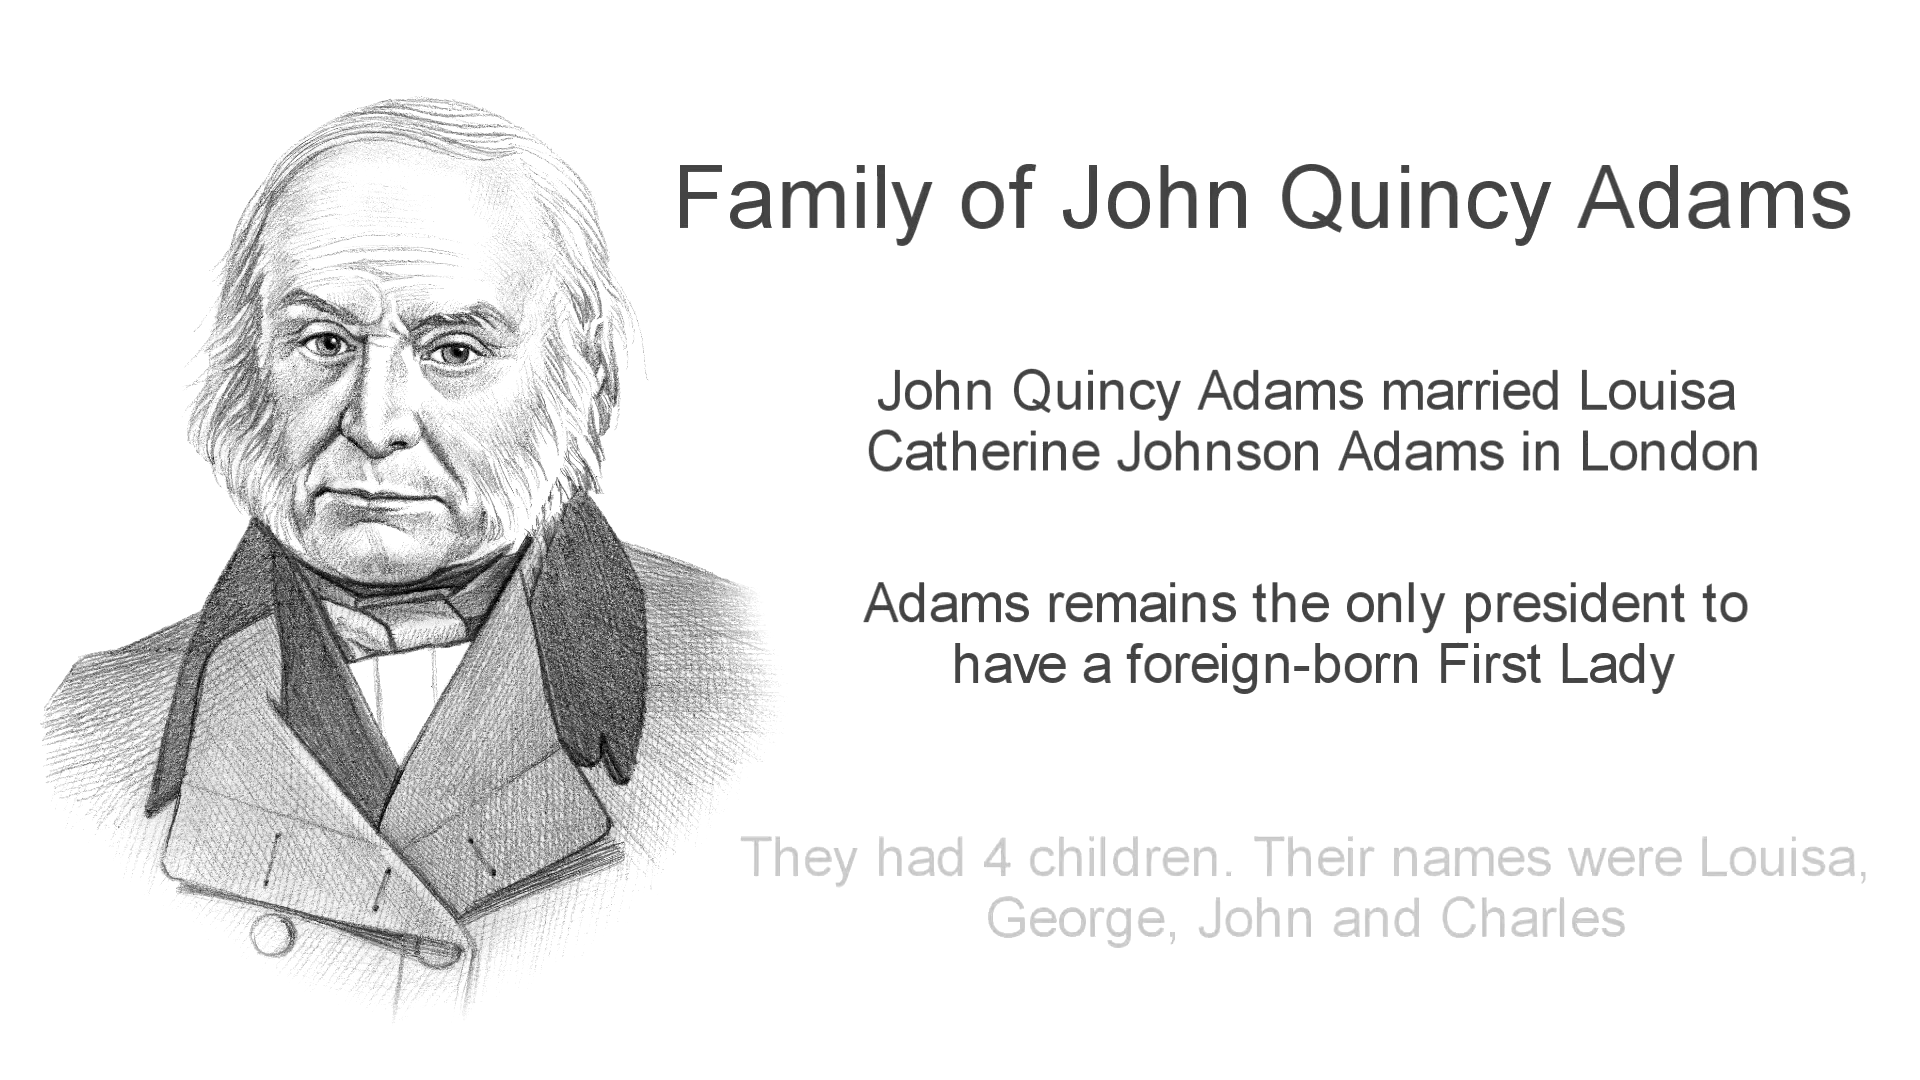 Family of John Quincy Adams
John Quincy Adams married Louisa
Catherine Johnson Adams in London
Adams remains the only president to
have a foreign-born First Lady
They had 4 children. Their names were Louisa,
George, John and Charles